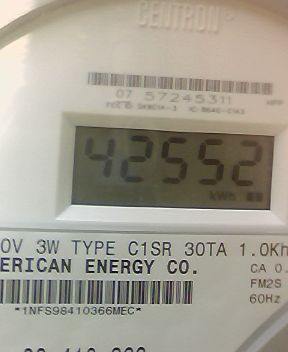 CENTRON
07 57245311
42552
kWh
0V 3W TYPE C1SR 30TA 1.0Kh
ERICAN ENERGY CO.
CA 0.
FM2S
60Hz
*1NFS98410366MEC*